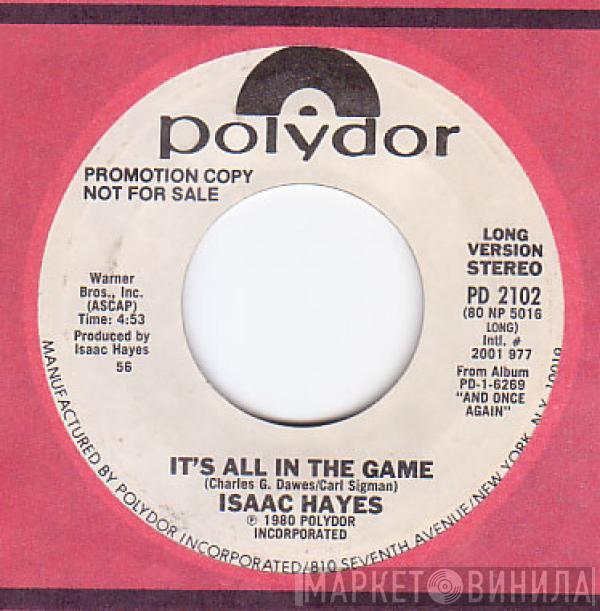 polydor
PROMOTION COPY
NOT FOR SALE
LONG
VERSION
STEREO
PD 2102
(80 NP 5016
LONG)
Intl. #
2001 977
From Album
PD-1-6269
"AND ONCE
AGAIN"
Warner
Bros., Inc.
(ASCAP)
Time: 4:53
Produced by
Isaac Hayes
56
IT'S ALL IN THE GAME
(Charles G. Dawes/Carl Sigman)
ISAAC HAYES
℗ 1980 POLYDOR
INCORPORATED
MANUFACTURED BY POLYDOR INCORPORATED/810 SEVENTH AVENUE/NEW YORK, N.Y. 10019
МАРКЕТ ВИНИЛА